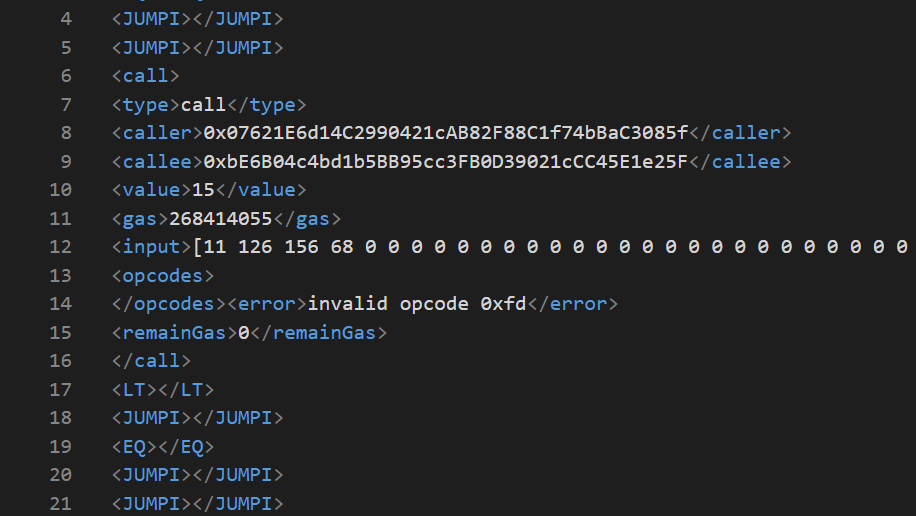 4 <JUMPI></JUMPI>
5 <JUMPI></JUMPI>
6 <call>
7 <type>call</type>
8 <caller>0x07621E6d14C2990421cAB82F88C1f74bBaC3085f</caller>
9 <callee>0xbE6B04c4bd1b5BB95cc3FB0D39021cCC45E1e25F</callee>
10 <value>15</value>
11 <gas>268414055</gas>
12 <input>[11 126 156 68 0 0 0 0 0 0 0 0 0 0 0 0 0 0 0 0 0 0 0 0 0 0 0 0
13 <opcodes>
14 </opcodes><error>invalid opcode 0xfd</error>
15 <remainGas>0</remainGas>
16 </call>
17 <LT></LT>
18 <JUMPI></JUMPI>
19 <EQ></EQ>
20 <JUMPI></JUMPI>
21 <JUMPI></JUMPI>